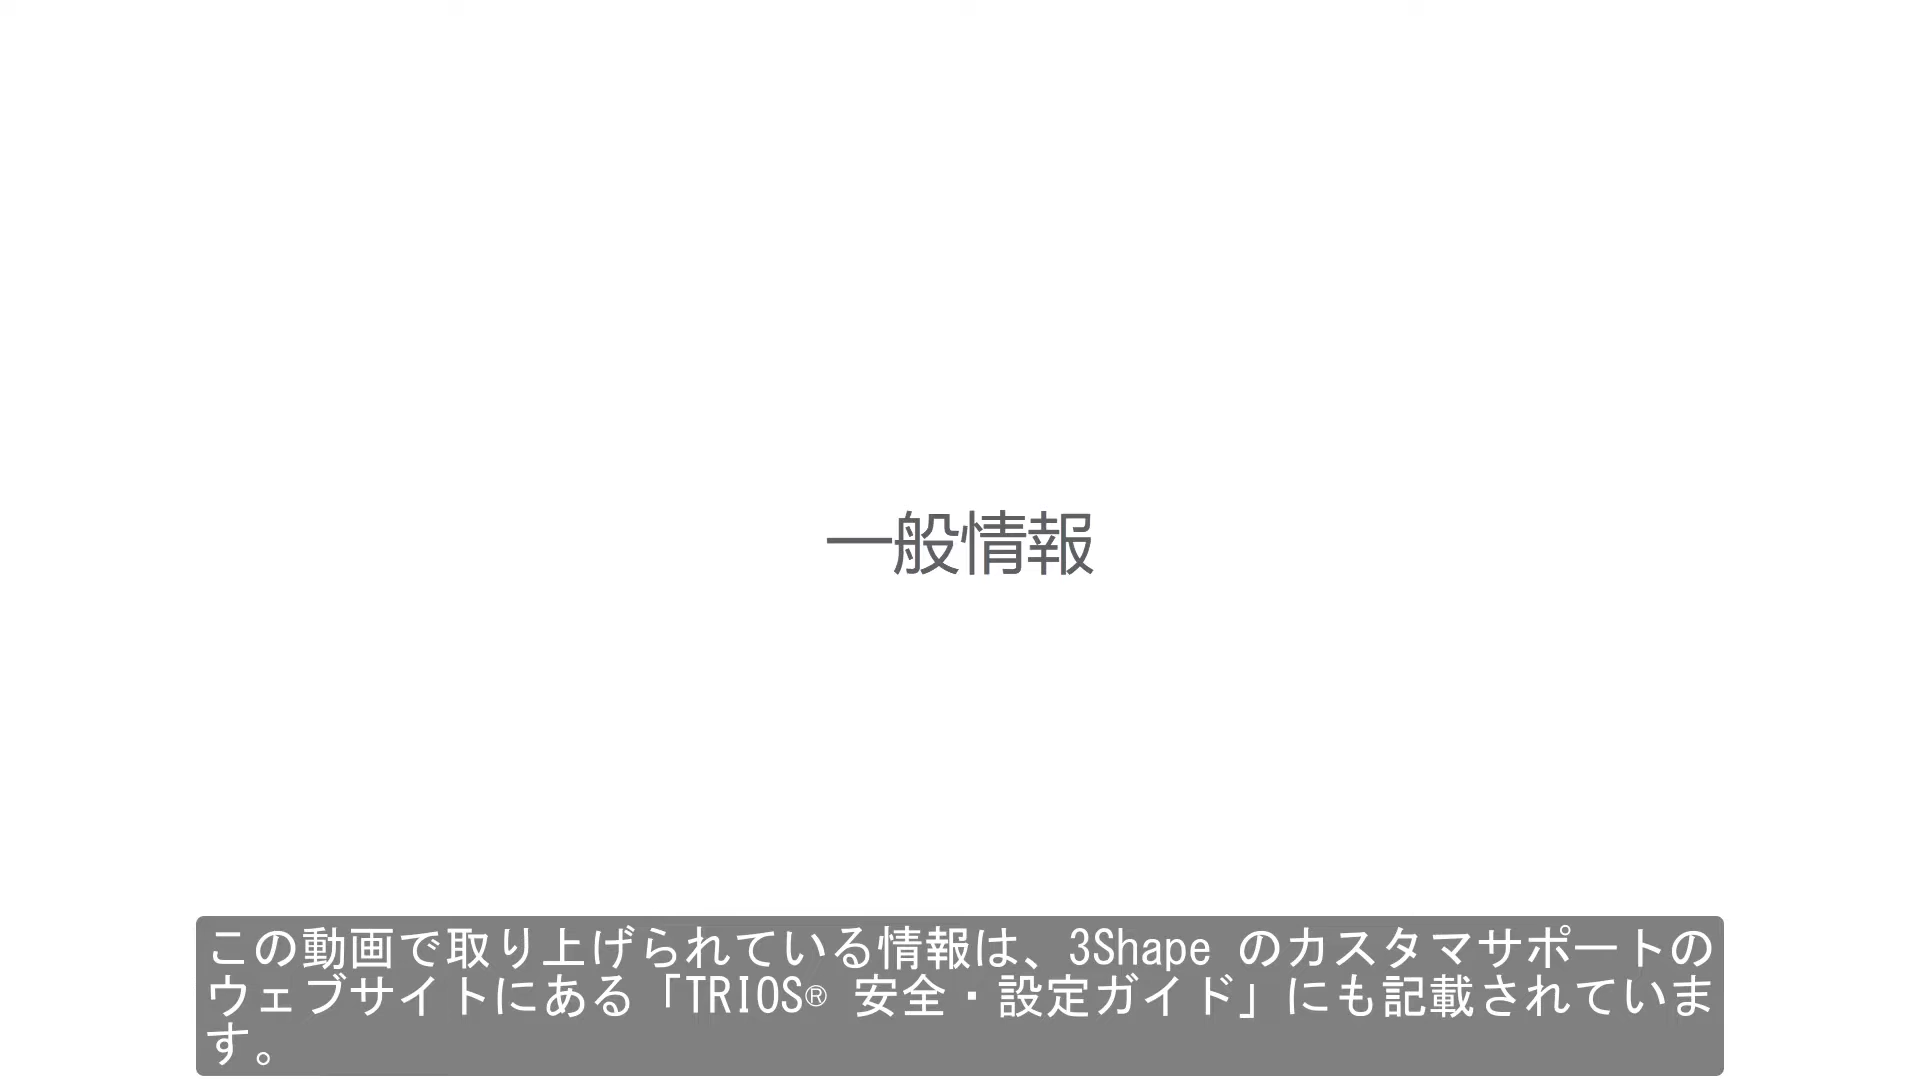 一般情報
この動画で取り上げられている情報は、3Shape のカスタマサポートの
ウェブサイトにある「TRIOS® 安全・設定ガイド」にも記載されていま
す。